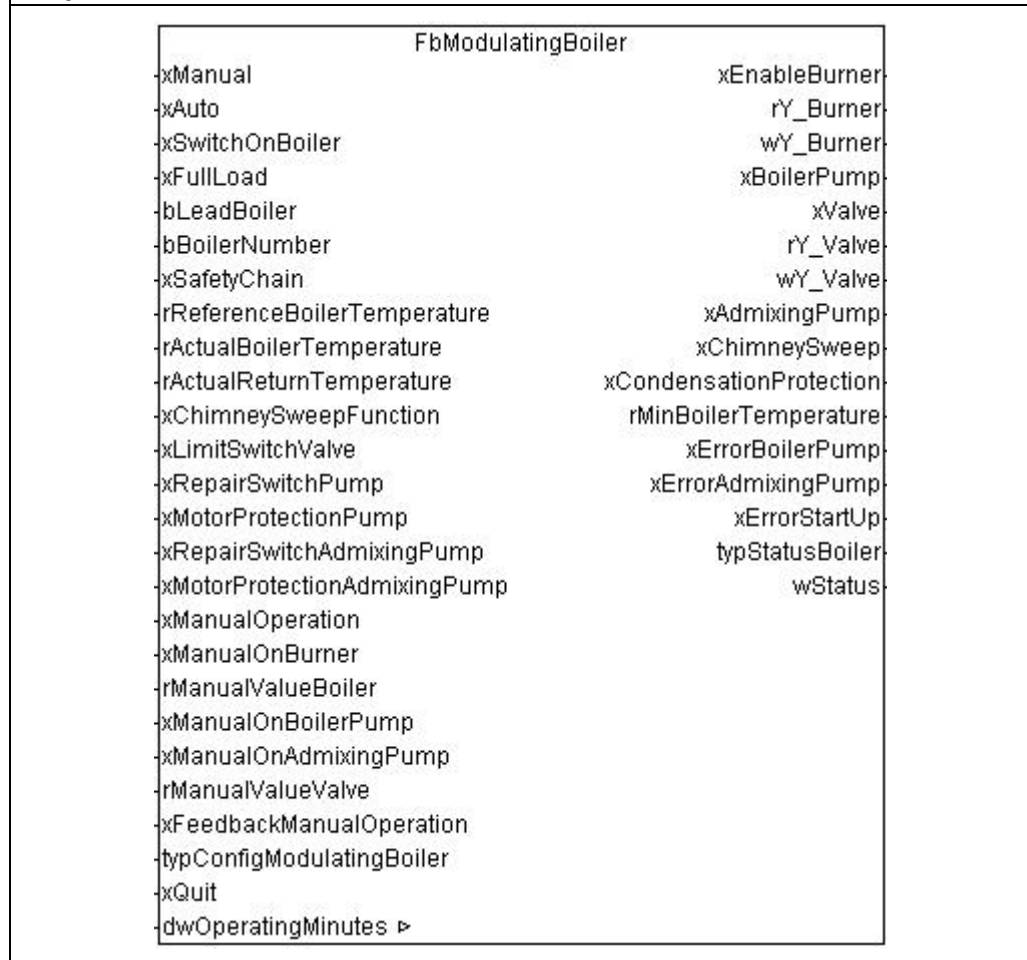 FbModulatingBoiler
xManual xEnableBurner
xAuto rY_Burner
xSwitchOnBoiler wY_Burner
xFullLoad xBoilerPump
bLeadBoiler xValve
bBoilerNumber rY_Valve
xSafetyChain wY_Valve
rReferenceBoilerTemperature xAdmixingPump
rActualBoilerTemperature xChimneySweep
rActualReturnTemperature xCondensationProtection
xChimneySweepFunction rMinBoilerTemperature
xLimitSwitchValve xErrorBoilerPump
xRepairSwitchPump xErrorAdmixingPump
xMotorProtectionPump xErrorStartUp
xRepairSwitchAdmixingPump typStatusBoiler
xMotorProtectionAdmixingPump wStatus
xManualOperation
xManualOnBurner
rManualValueBoiler
xManualOnBoilerPump
xManualOnAdmixingPump
rManualValueValve
xFeedbackManualOperation
typConfigModulatingBoiler
xQuit
dwOperatingMinutes ▹